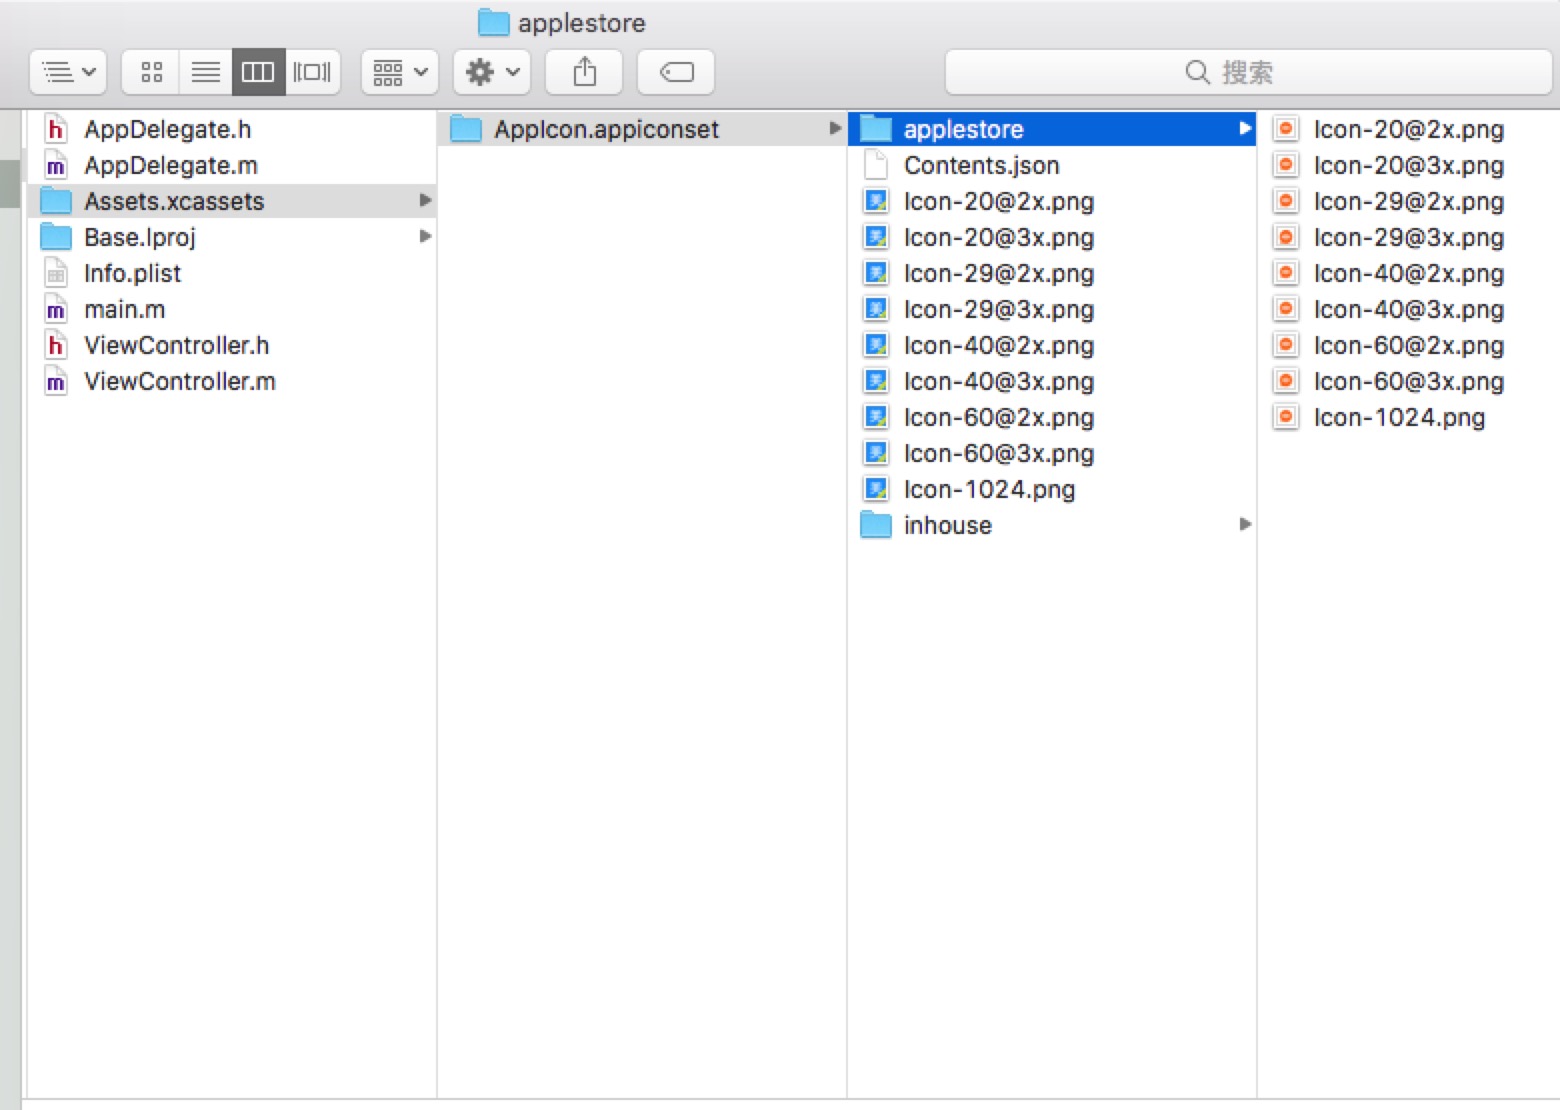 applestore
搜索
AppDelegate.h
AppDelegate.m
Assets.xcassets
Base.lproj
Info.plist
main.m
ViewController.h
ViewController.m
AppIcon.appiconset
applestore
Contents.json
Icon-20@2x.png
Icon-20@3x.png
Icon-29@2x.png
Icon-29@3x.png
Icon-40@2x.png
Icon-40@3x.png
Icon-60@2x.png
Icon-60@3x.png
Icon-1024.png
inhouse
Icon-20@2x.png
Icon-20@3x.png
Icon-29@2x.png
Icon-29@3x.png
Icon-40@2x.png
Icon-40@3x.png
Icon-60@2x.png
Icon-60@3x.png
Icon-1024.png